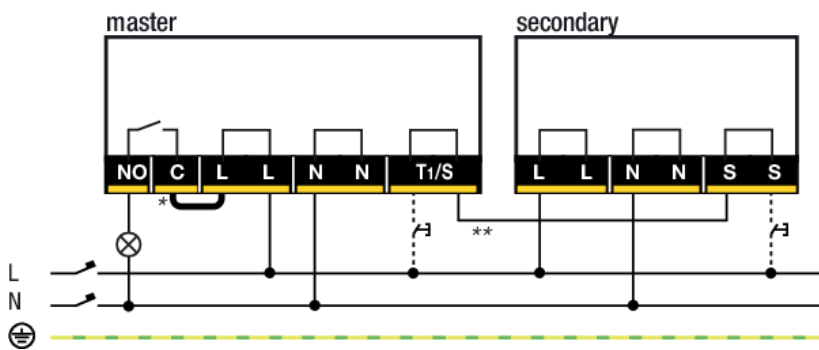 master secondary
NO C L L N N T1/S L L N N S S
*
**
L
N